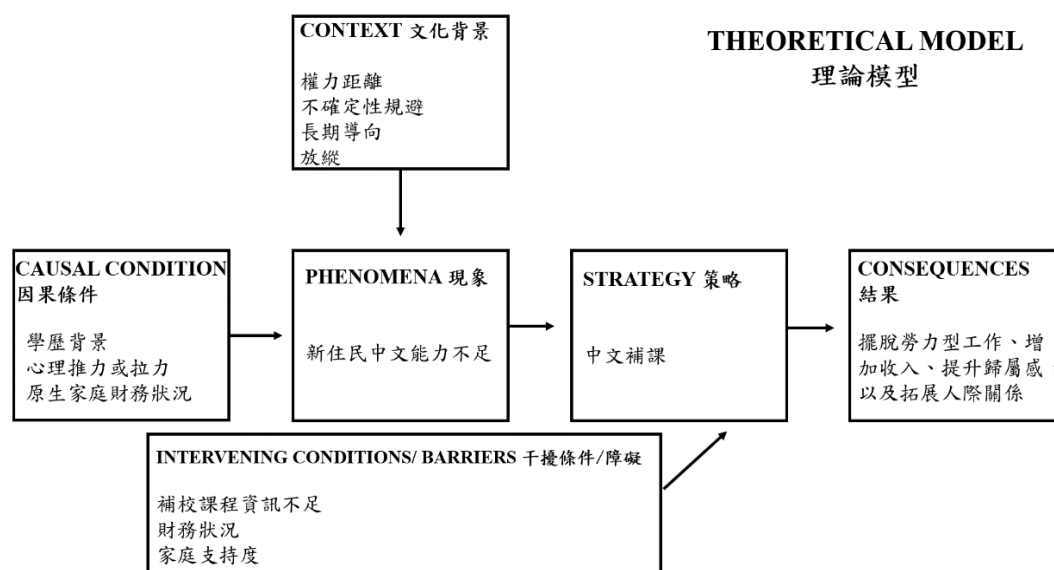 THEORETICAL MODEL
理論模型
CONTEXT 文化背景
權力距離
不確定性規避
長期導向
放縱
CAUSAL CONDITION
因果條件
學歷背景
心理推力或拉力
原生家庭財務狀況
PHENOMENA 現象
新住民中文能力不足
STRATEGY 策略
中文補課
CONSEQUENCES
結果
擺脫勞力型工作、增
加收入、提升歸屬感,
以及拓展人際關係
INTERVENING CONDITIONS/ BARRIERS 干擾條件/障礙
補校課程資訊不足
財務狀況
家庭支持度